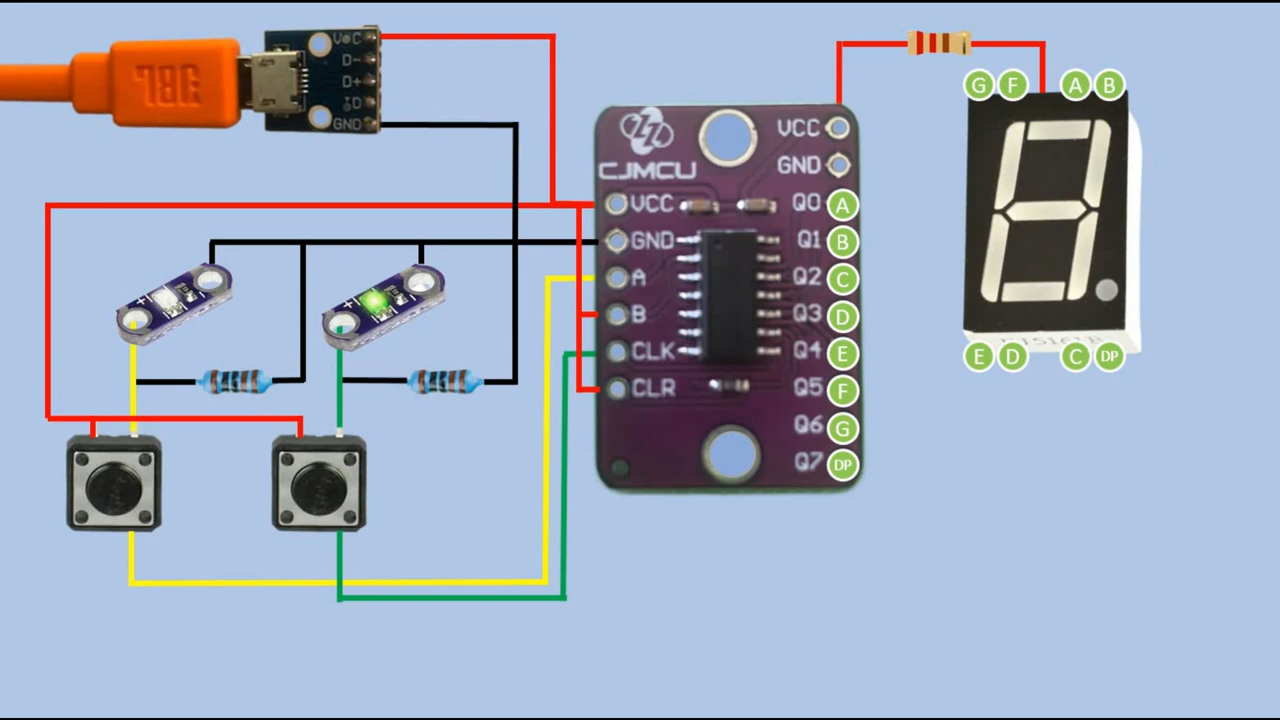 VCC
D-
D+
ID
GND
JBL
CJMCU
VCC
GND
A
B
CLK
CLR
VCC
GND
Q0 A
Q1 B
Q2 C
Q3 D
Q4 E
Q5 F
Q6 G
Q7 DP
G F A B
E D C DP
+
+